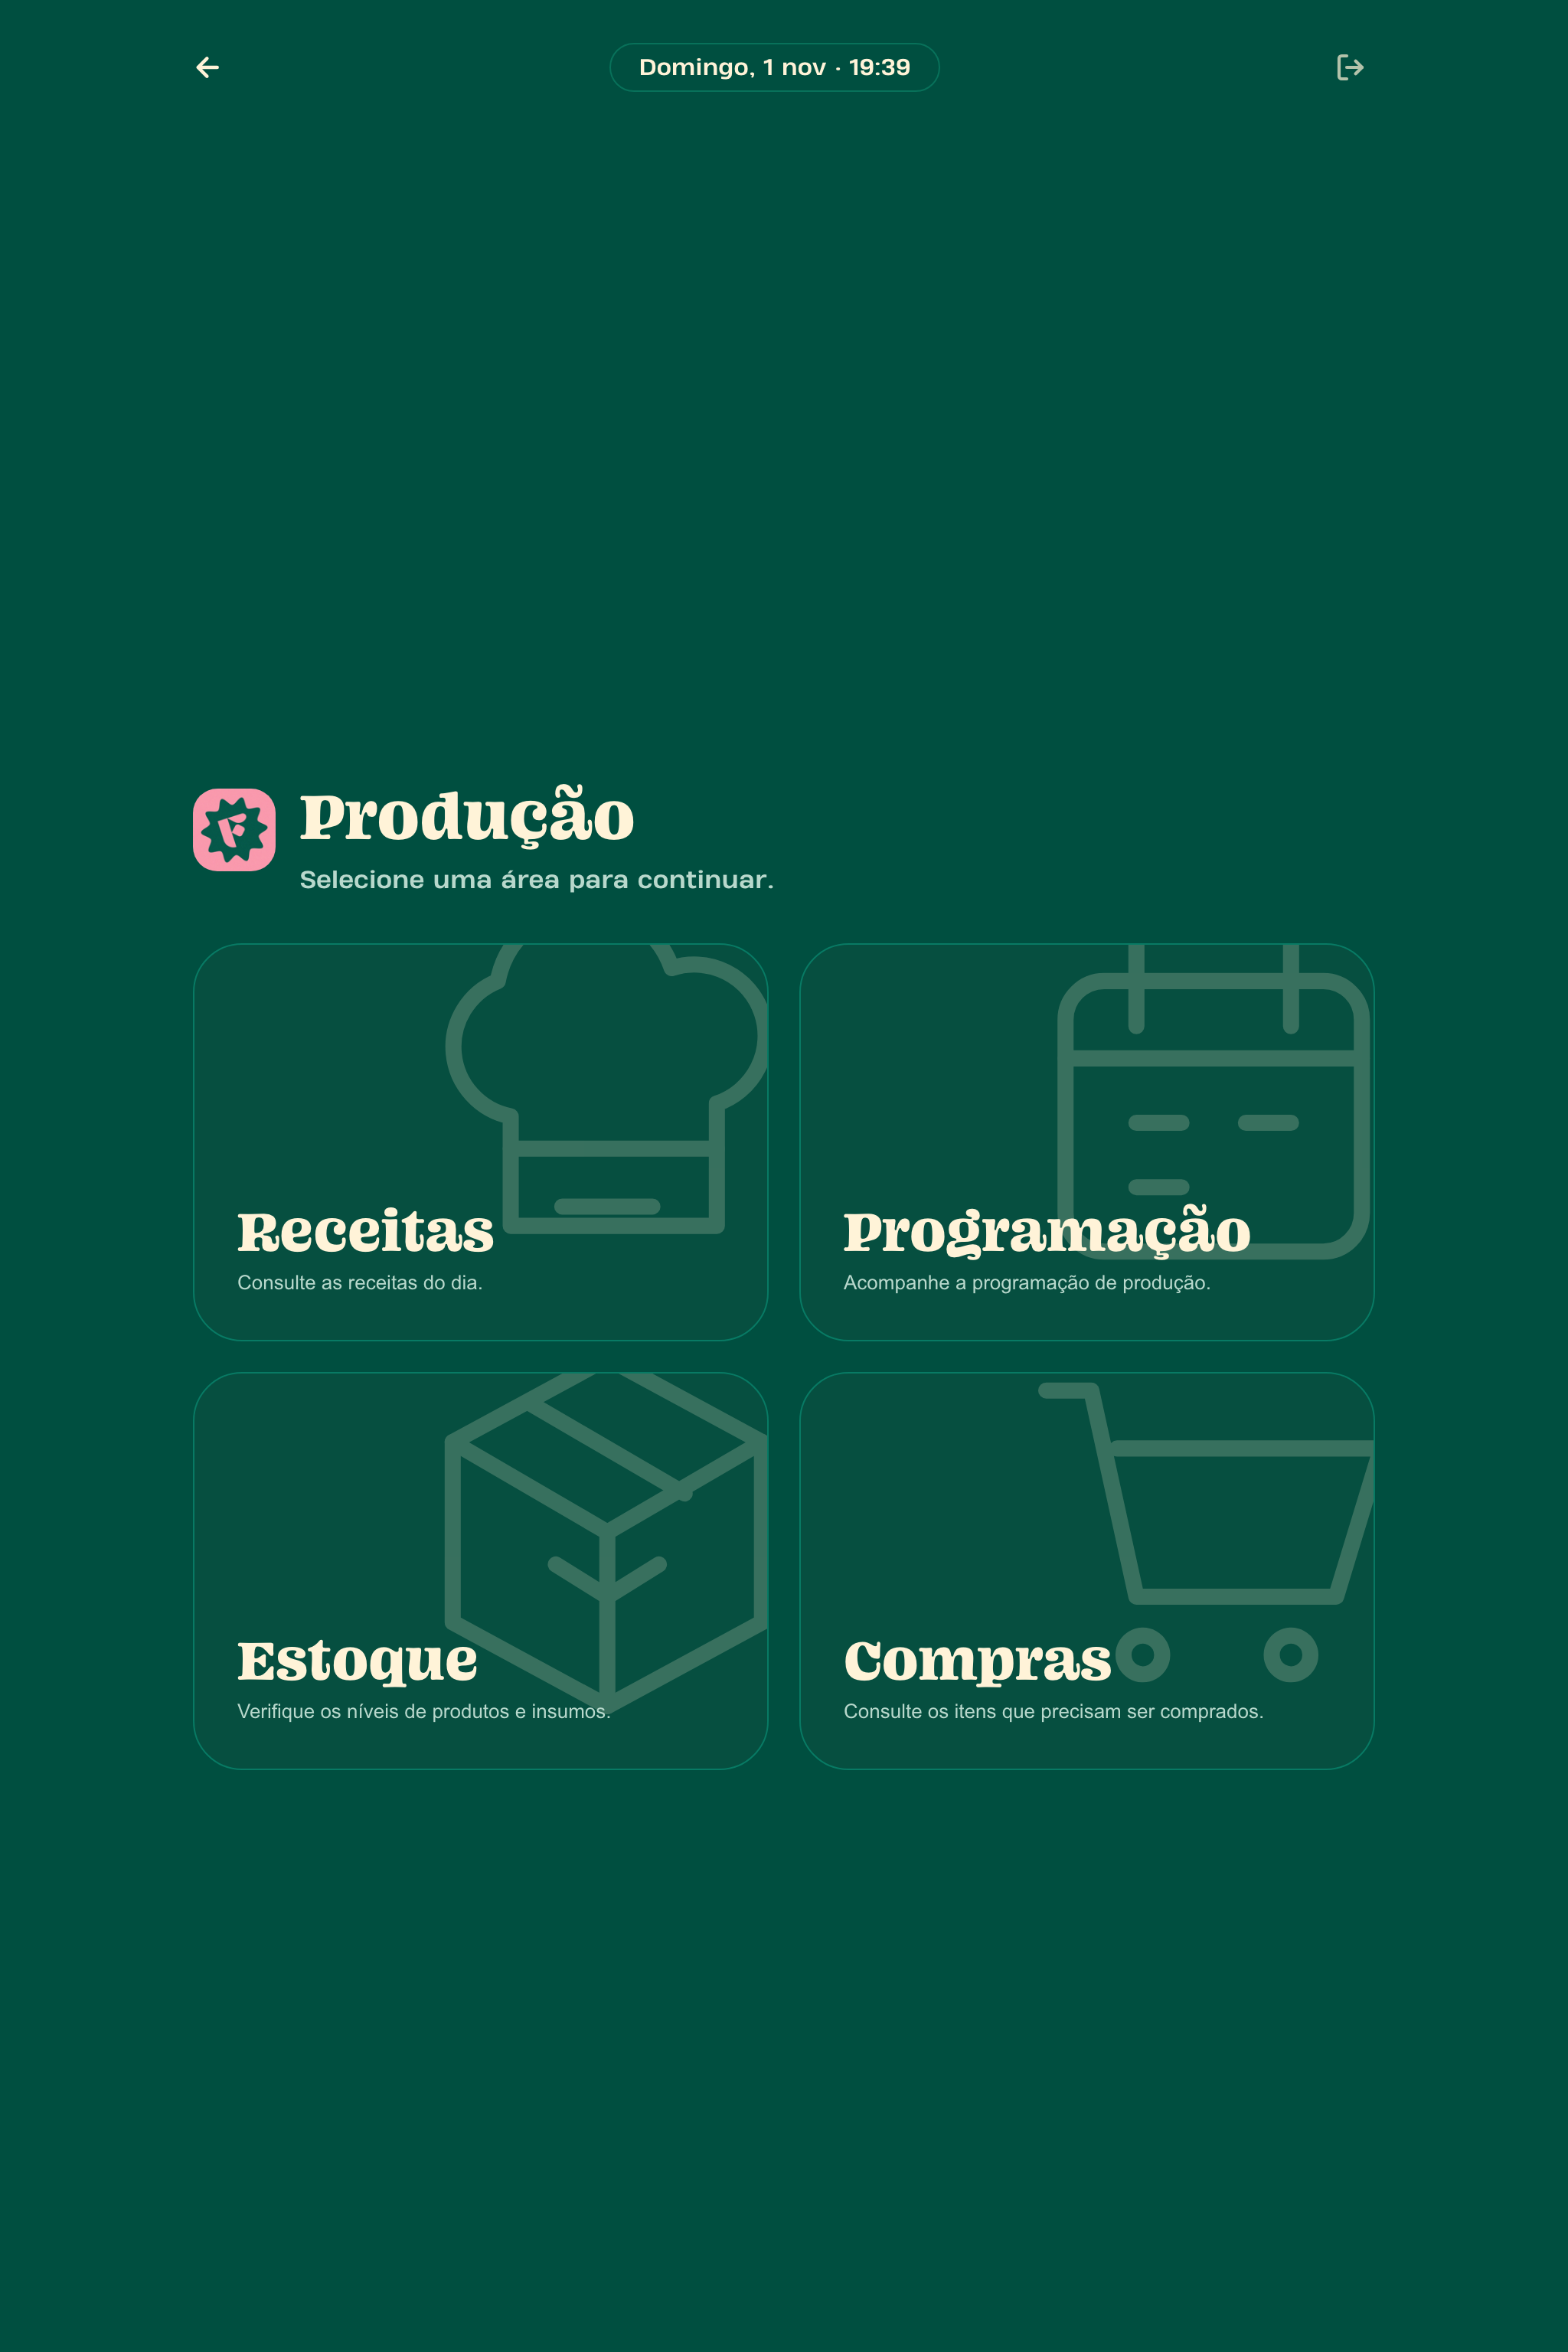 Domingo, 1 nov · 19:39
Produção
Selecione uma área para continuar.
Receitas
Consulte as receitas do dia.
Programação
Acompanhe a programação de produção.
Estoque
Verifique os níveis de produtos e insumos.
Compras
Consulte os itens que precisam ser comprados.